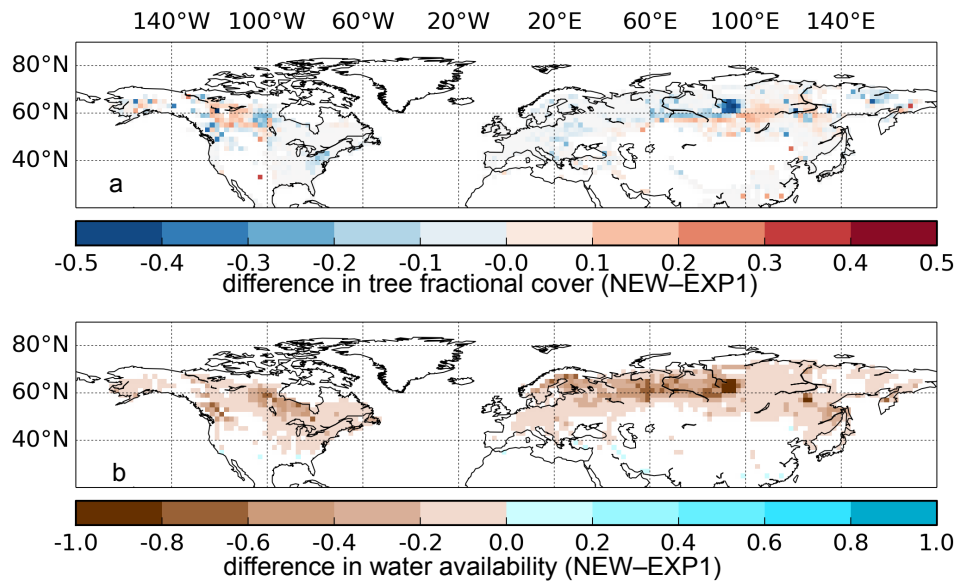 140°W 100°W 60°W 20°W 20°E 60°E 100°E 140°E
80°N
60°N
40°N
a
-0.5 -0.4 -0.3 -0.2 -0.1 -0.0 0.1 0.2 0.3 0.4 0.5
difference in tree fractional cover (NEW–EXP1)
80°N
60°N
40°N
b
-1.0 -0.8 -0.6 -0.4 -0.2 0.0 0.2 0.4 0.6 0.8 1.0
difference in water availability (NEW–EXP1)